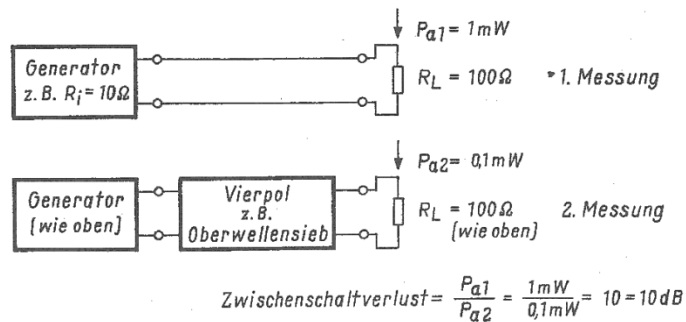 Pa1 = 1mW
Generator
z. B. Ri = 10Ω
RL = 100Ω
1. Messung
Pa2 = 0,1mW
Generator
(wie oben)
Vierpol
z. B.
Oberwellensieb
RL = 100Ω
(wie oben)
2. Messung
Zwischenschaltverlust = Pa1 / Pa2 = 1mW / 0,1mW = 10 = 10dB